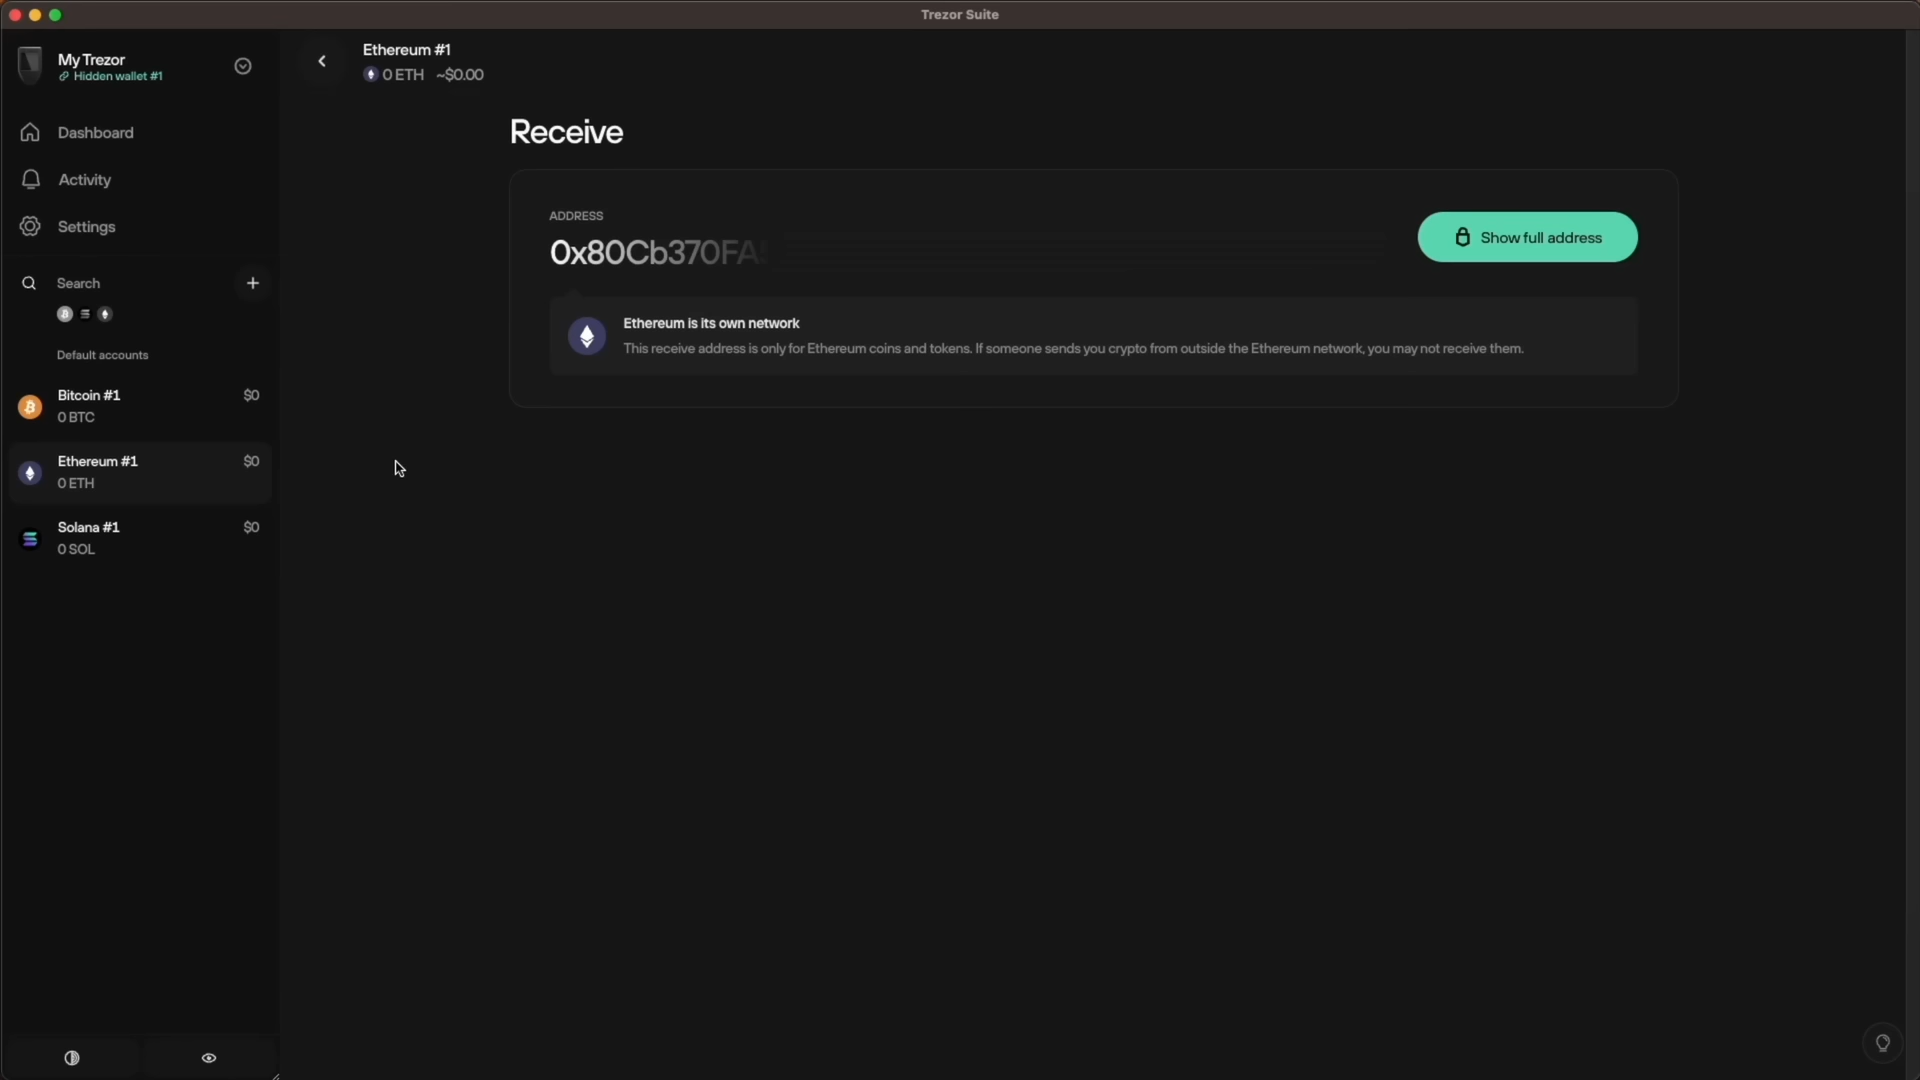 Trezor Suite
My Trezor
Hidden wallet #1
Dashboard
Activity
Settings
Search
Default accounts
Bitcoin #1
$0
0 BTC
Ethereum #1
$0
0 ETH
Solana #1
$0
0 SOL
Ethereum #1
0 ETH ~$0.00
Receive
ADDRESS
0x80Cb370FA
Show full address
Ethereum is its own network
This receive address is only for Ethereum coins and tokens. If someone sends you crypto from outside the Ethereum network, you may not receive them.